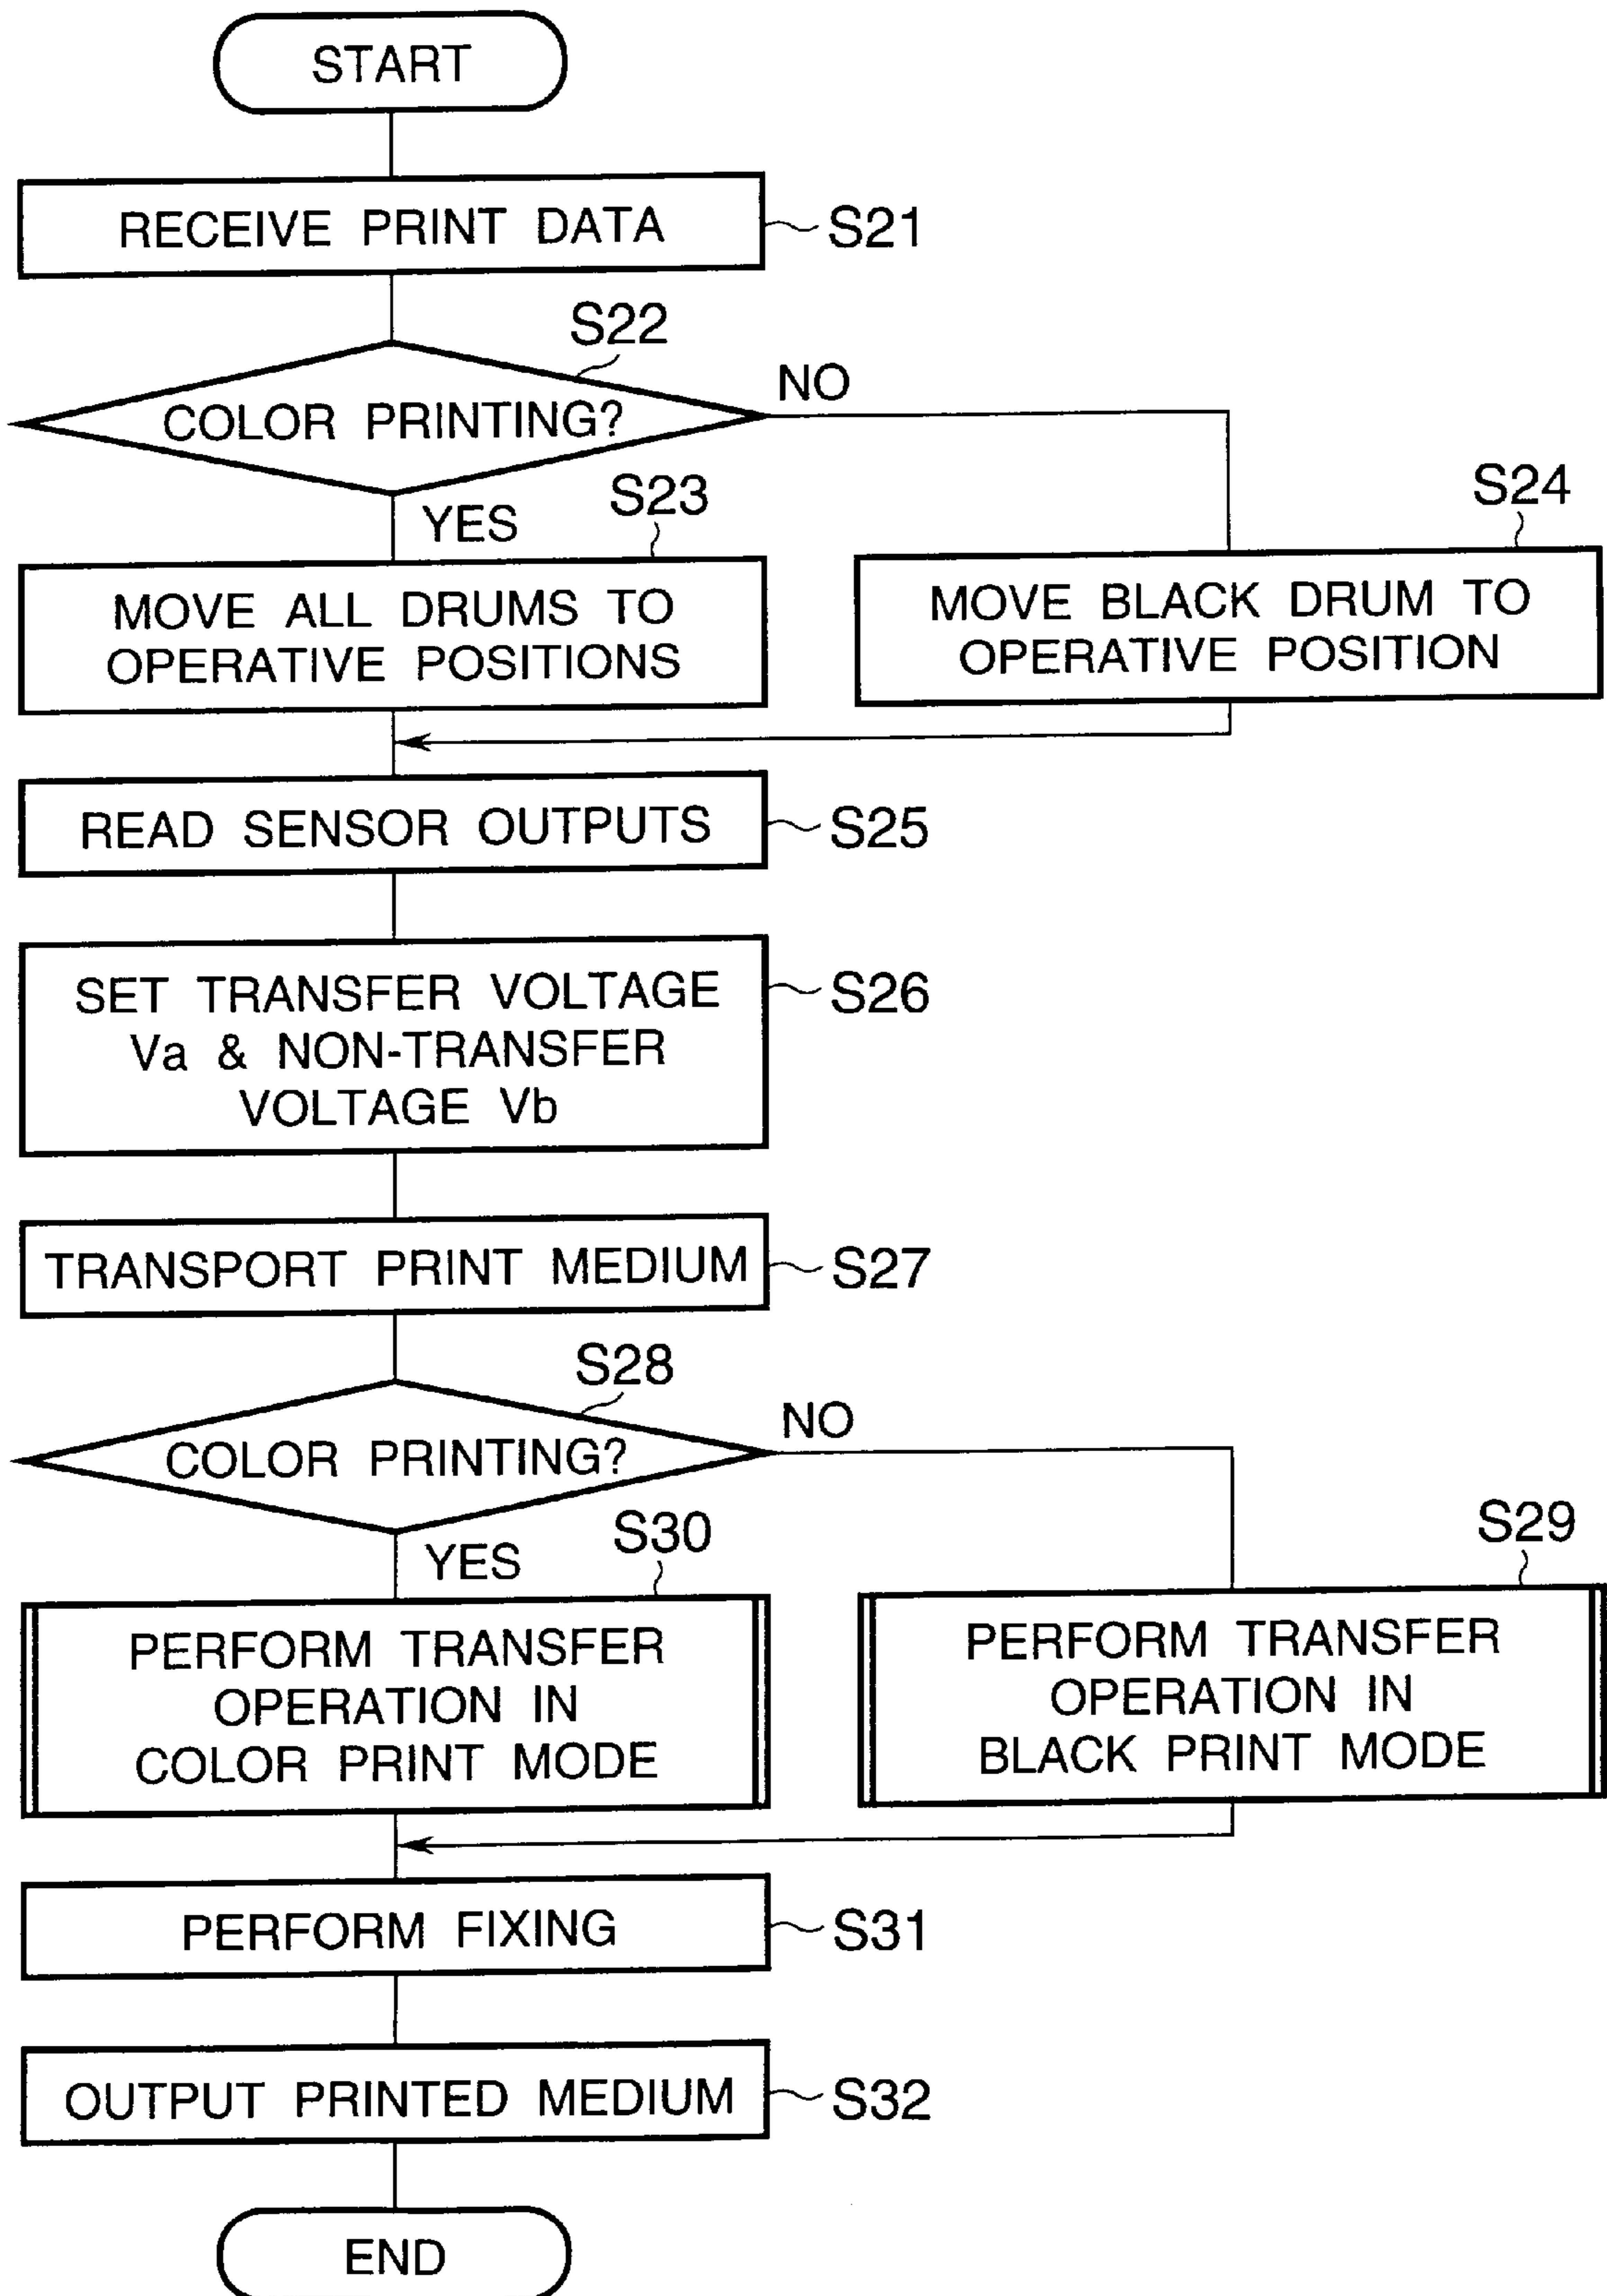 START
RECEIVE PRINT DATA
S21
S22
COLOR PRINTING?
NO
YES
S23
MOVE ALL DRUMS TO
OPERATIVE POSITIONS
S24
MOVE BLACK DRUM TO
OPERATIVE POSITION
READ SENSOR OUTPUTS
S25
SET TRANSFER VOLTAGE
Va & NON-TRANSFER
VOLTAGE Vb
S26
TRANSPORT PRINT MEDIUM
S27
S28
COLOR PRINTING?
NO
YES
S30
PERFORM TRANSFER
OPERATION IN
COLOR PRINT MODE
S29
PERFORM TRANSFER
OPERATION IN
BLACK PRINT MODE
PERFORM FIXING
S31
OUTPUT PRINTED MEDIUM
S32
END